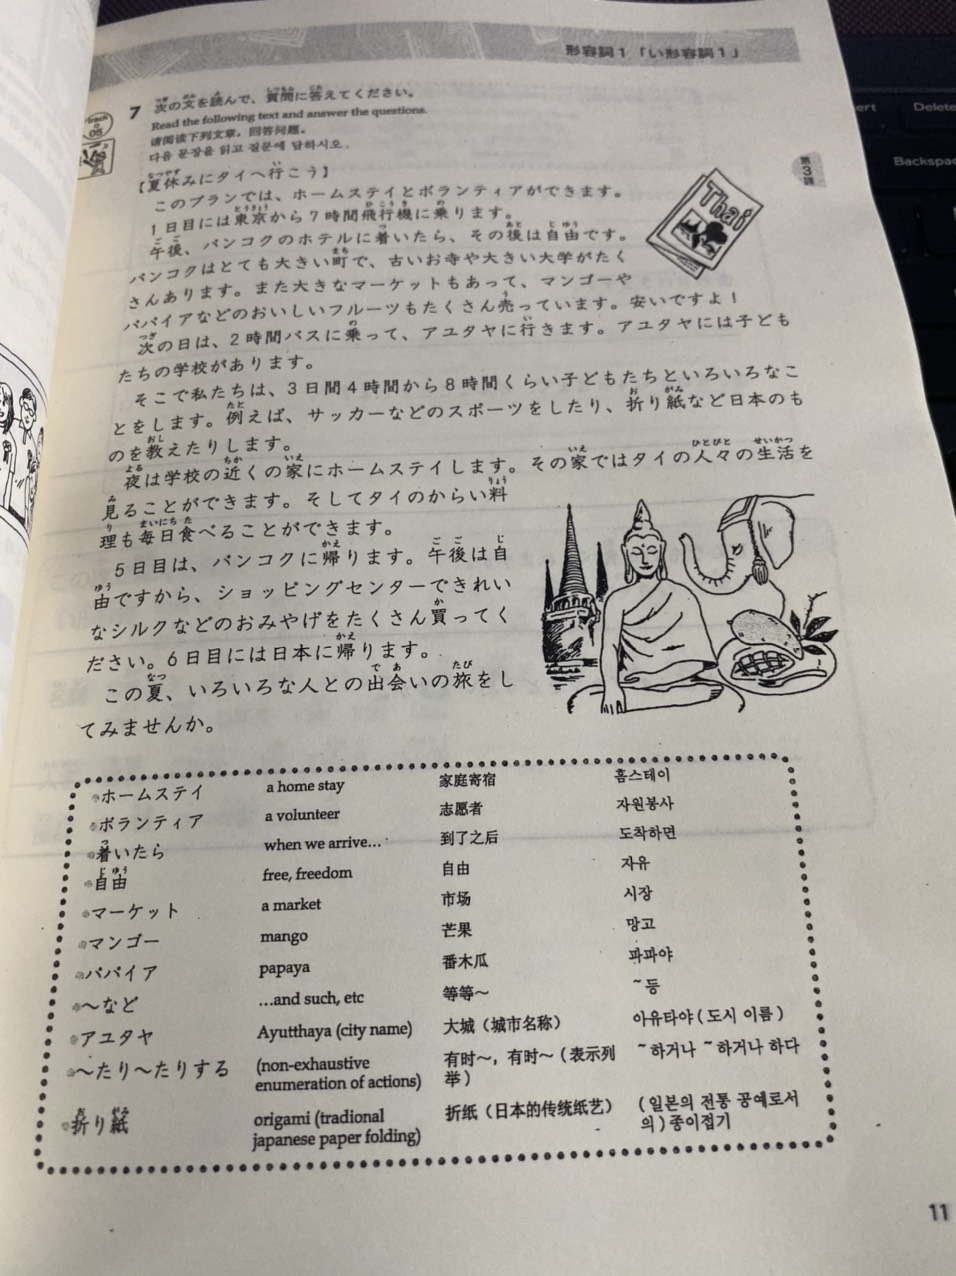 形容詞1「い形容詞1」
第3課
Track 05
7 次の文を読んで、質問に答えてください。
Read the following text and answer the questions.
请阅读下列文章，回答问题。
다음 문장을 읽고 질문에 답하시오.
【夏休みにタイへ行こう】
このプランでは、ホームステイとボランティアができます。
1日目には東京から7時間飛行機に乗ります。
午後、バンコクのホテルに着いたら、その後は自由です。
バンコクはとても大きい町で、古いお寺や大きい大学がたく
さんあります。また大きなマーケットもあって、マンゴーや
パパイアなどのおいしいフルーツもたくさん売っています。安いですよ！
次の日は、2時間バスに乗って、アユタヤに行きます。アユタヤには子ども
たちの学校があります。
そこで私たちは、3日間4時間から8時間くらい子どもたちといろいろなこ
とをします。例えば、サッカーなどのスポーツをしたり、折り紙など日本のも
のを教えたりします。
夜は学校の近くの家にホームステイします。その家ではタイの人々の生活を
見ることができます。そしてタイのからい料
理も毎日食べることができます。
5日目は、バンコクに帰ります。午後は自
由ですから、ショッピングセンターできれい
なシルクなどのおみやげをたくさん買ってく
ださい。6日目には日本に帰ります。
この夏、いろいろな人との出会いの旅をし
てみませんか。
Thai
ホームステイ a home stay 家庭寄宿 홈스테이
ボランティア a volunteer 志愿者 자원봉사
着いたら when we arrive... 到了之后 도착하면
自由 free, freedom 自由 자유
マーケット a market 市场 시장
マンゴー mango 芒果 망고
パパイア papaya 番木瓜 파파야
～など ...and such, etc 等等～ ~등
アユタヤ Ayutthaya (city name) 大城（城市名称） 아유타야(도시 이름)
～たり～たりする (non-exhaustive 有时～，有时～（表示列 ~하거나 ~하거나 하다
enumeration of actions) 举）
折り紙 origami (tradional 折纸（日本的传统纸艺） (일본의 전통 공예로서
japanese paper folding) 의)종이접기
11
Delete
Backspa